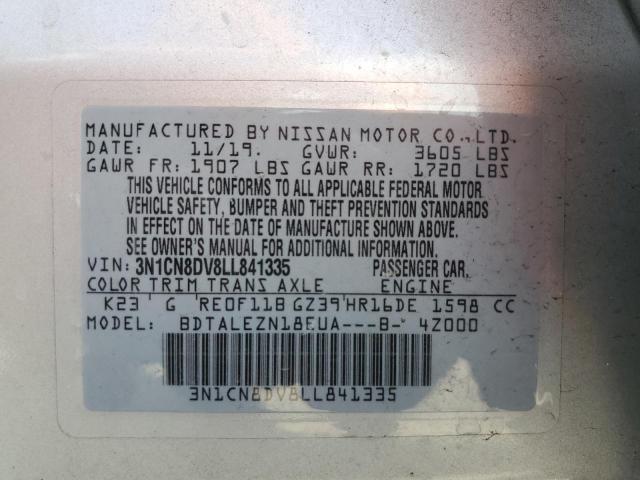 MANUFACTURED BY NISSAN MOTOR CO., LTD.
DATE: 11/19. GVWR: 3605 LBS
GAWR FR: 1907 LBS GAWR RR: 1720 LBS
THIS VEHICLE CONFORMS TO ALL APPLICABLE FEDERAL MOTOR
VEHICLE SAFETY, BUMPER AND THEFT PREVENTION STANDARDS
IN EFFECT ON THE DATE OF MANUFACTURE SHOWN ABOVE.
SEE OWNER'S MANUAL FOR ADDITIONAL INFORMATION.
VIN: 3N1CN8DV8LL841335 PASSENGER CAR,
COLOR TRIM TRANS AXLE ENGINE
K23 G RE0F11B GZ39 HR16DE 1598 CC
MODEL: BDTALEZN18EUA---B- 4Z000
3N1CN8DV8LL841335